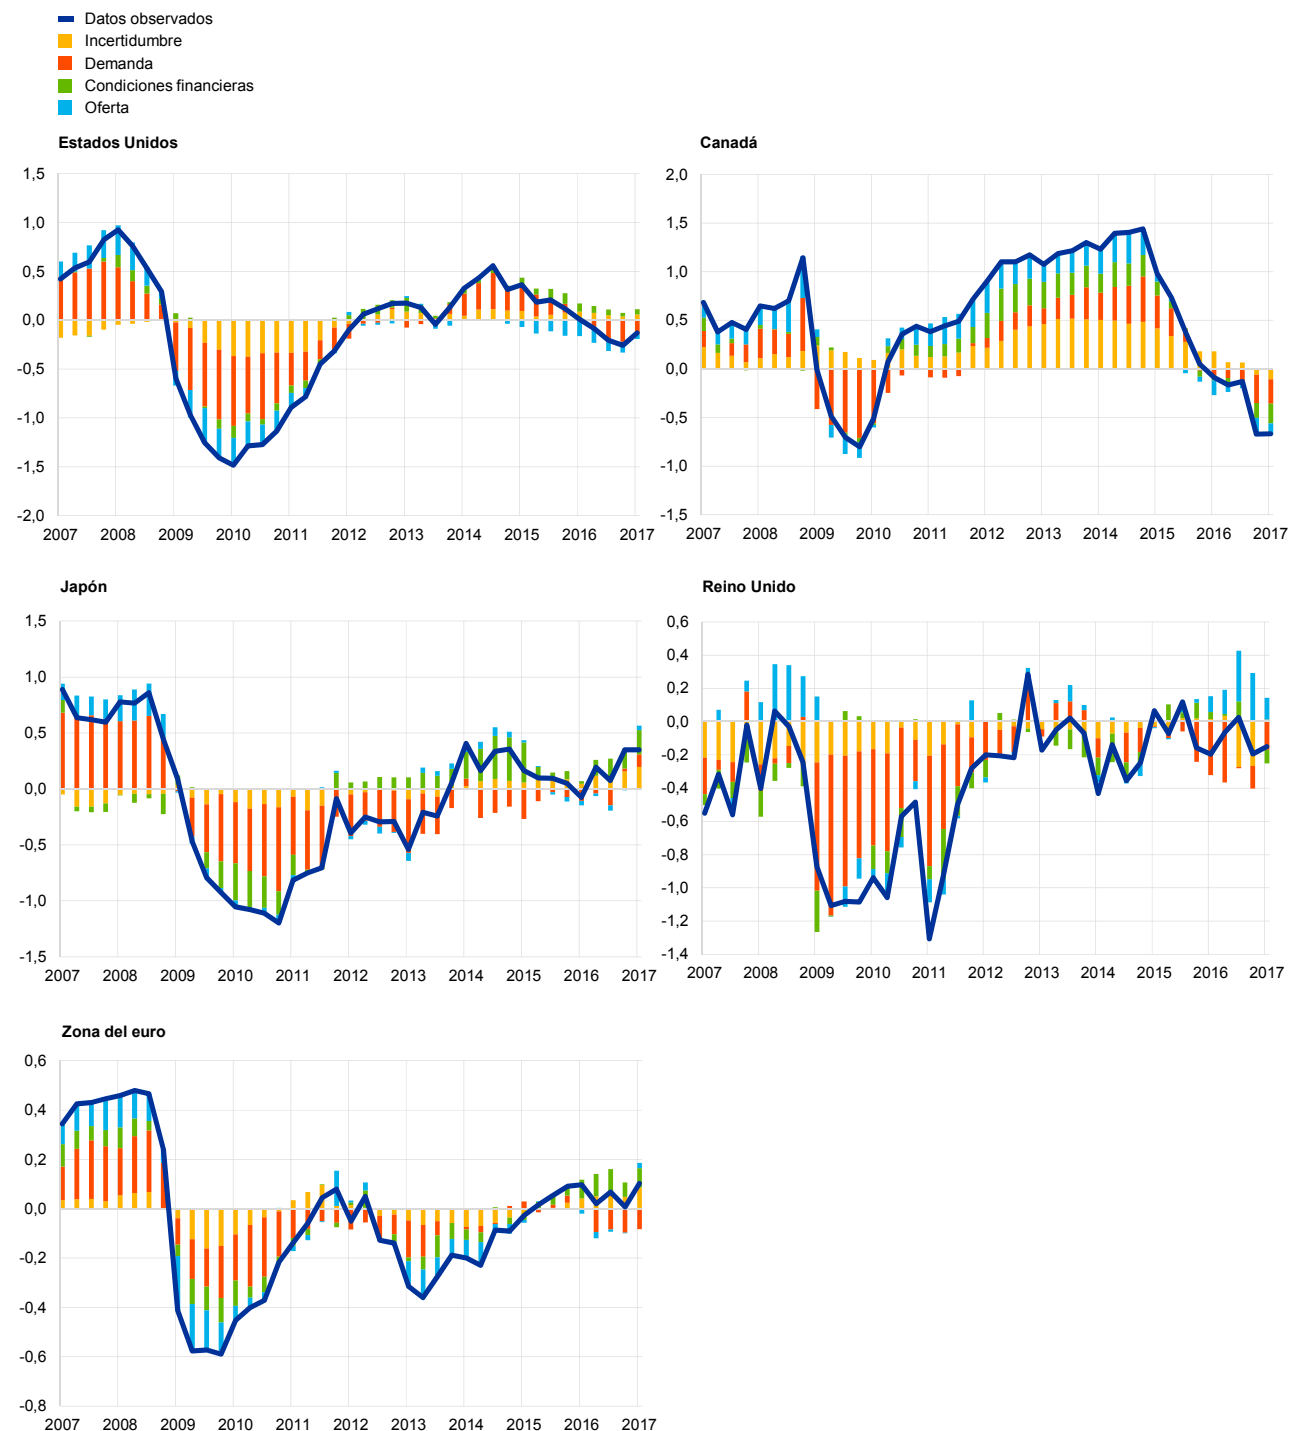 Datos observados
Incertidumbre
Demanda
Condiciones financieras
Oferta
Estados Unidos
1,5
1,0
0,5
0,0
-0,5
-1,0
-1,5
-2,0
2007 2008 2009 2010 2011 2012 2013 2014 2015 2016 2017
Canadá
2,0
1,5
1,0
0,5
0,0
-0,5
-1,0
-1,5
2007 2008 2009 2010 2011 2012 2013 2014 2015 2016 2017
Japón
1,5
1,0
0,5
0,0
-0,5
-1,0
-1,5
2007 2008 2009 2010 2011 2012 2013 2014 2015 2016 2017
Reino Unido
0,6
0,4
0,2
0,0
-0,2
-0,4
-0,6
-0,8
-1,0
-1,2
-1,4
2007 2008 2009 2010 2011 2012 2013 2014 2015 2016 2017
Zona del euro
0,6
0,4
0,2
0,0
-0,2
-0,4
-0,6
-0,8
2007 2008 2009 2010 2011 2012 2013 2014 2015 2016 2017